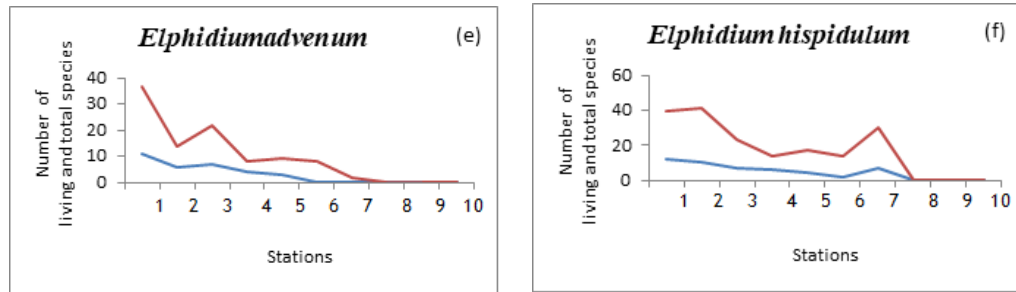 Elphidiumadvenum (e)
Number of
living and total species
40
30
20
10
0
1 2 3 4 5 6 7 8 9 10
Stations
Elphidium hispidulum (f)
Number of
living and total species
60
40
20
0
1 2 3 4 5 6 7 8 9 10
Stations